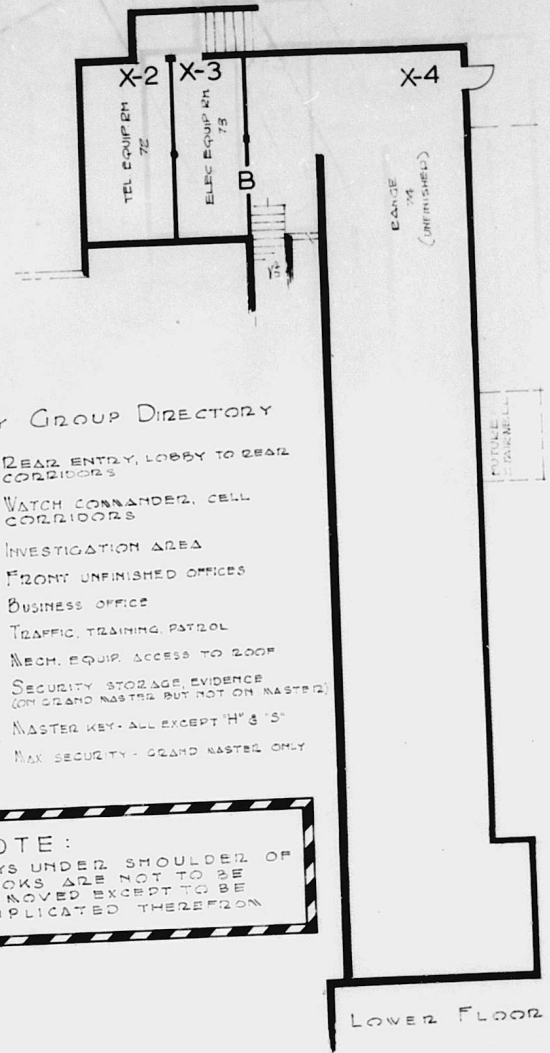 X-2
X-3
X-4
TEL EQUIP RM
72
ELEC EQUIP RM
73
B
RANGE
74
(UNFINISHED)
UP
Y GROUP DIRECTORY
REAR ENTRY, LOBBY TO REAR
CORRIDORS
WATCH COMMANDER, CELL
CORRIDORS
INVESTIGATION AREA
FRONT UNFINISHED OFFICES
BUSINESS OFFICE
TRAFFIC, TRAINING, PATROL
MECH. EQUIP. ACCESS TO ROOF
SECURITY STORAGE, EVIDENCE
(ON GRAND MASTER BUT NOT ON MASTER)
MASTER KEY - ALL EXCEPT "H" & "S"
MAX SECURITY - GRAND MASTER ONLY
FUTURE
STAIRWELL
OTE:
YS UNDER SHOULDER OF
OKS ARE NOT TO BE
MOVED EXCEPT TO BE
PLICATED THEREFROM
LOWER FLOOR